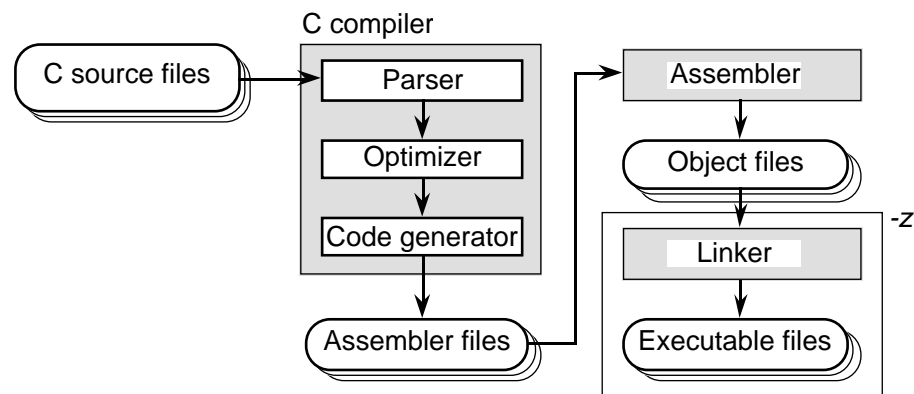 C compiler
C source files
Parser
Optimizer
Code generator
Assembler files
Assembler
Object files
-z
Linker
Executable files